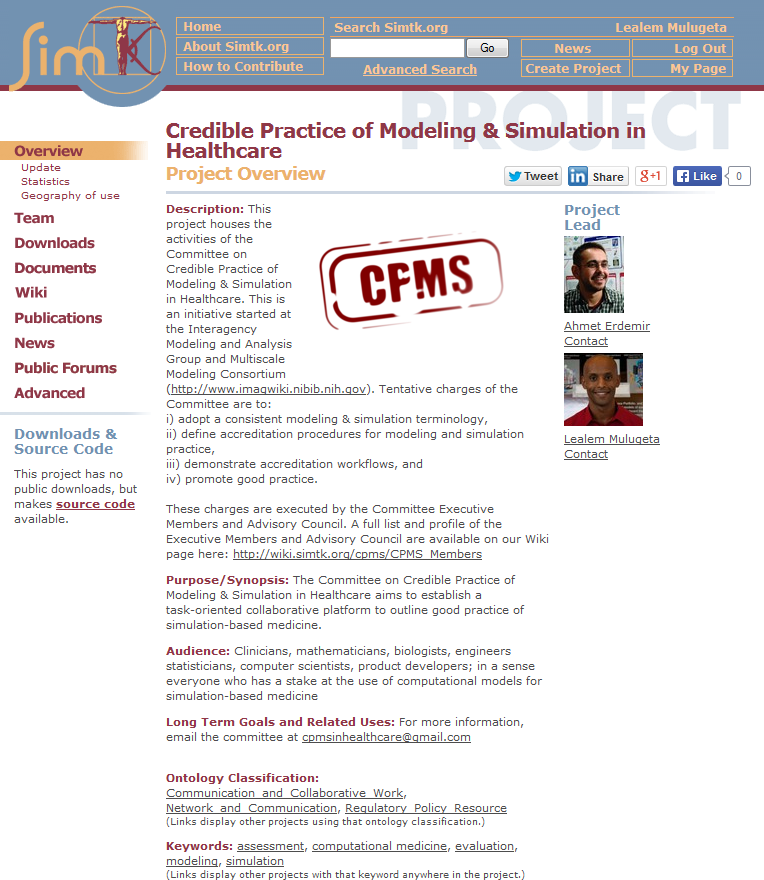 SimTK
Home
About Simtk.org
How to Contribute
Search Simtk.org
Go
Advanced Search
Lealem Mulugeta
News
Log Out
Create Project
My Page
PROJECT
Credible Practice of Modeling & Simulation in
Healthcare
Project Overview
Tweet
in Share
g+1
f Like
0
Overview
Update
Statistics
Geography of use
Team
Downloads
Documents
Wiki
Publications
News
Public Forums
Advanced
Downloads &
Source Code
This project has no
public downloads, but
makes source code
available.
Description: This
project houses the
activities of the
Committee on
Credible Practice of
Modeling & Simulation
in Healthcare. This is
an initiative started at
the Interagency
Modeling and Analysis
Group and Multiscale
Modeling Consortium
(http://www.imagwiki.nibib.nih.gov). Tentative charges of the
Committee are to:
i) adopt a consistent modeling & simulation terminology,
ii) define accreditation procedures for modeling and simulation
practice,
iii) demonstrate accreditation workflows, and
iv) promote good practice.
CPMS
These charges are executed by the Committee Executive
Members and Advisory Council. A full list and profile of the
Executive Members and Advisory Council are available on our Wiki
page here: http://wiki.simtk.org/cpms/CPMS_Members
Purpose/Synopsis: The Committee on Credible Practice of
Modeling & Simulation in Healthcare aims to establish a
task-oriented collaborative platform to outline good practice of
simulation-based medicine.
Audience: Clinicians, mathematicians, biologists, engineers
statisticians, computer scientists, product developers; in a sense
everyone who has a stake at the use of computational models for
simulation-based medicine
Long Term Goals and Related Uses: For more information,
email the committee at cpmsinhealthcare@gmail.com
Ontology Classification:
Communication_and_Collaborative_Work,
Network_and_Communication, Regulatory_Policy_Resource
(Links display other projects using that ontology classification.)
Keywords: assessment, computational medicine, evaluation,
modeling, simulation
(Links display other projects with that keyword anywhere in the project.)
Project
Lead
Ahmet Erdemir
Contact
Lealem Mulugeta
Contact